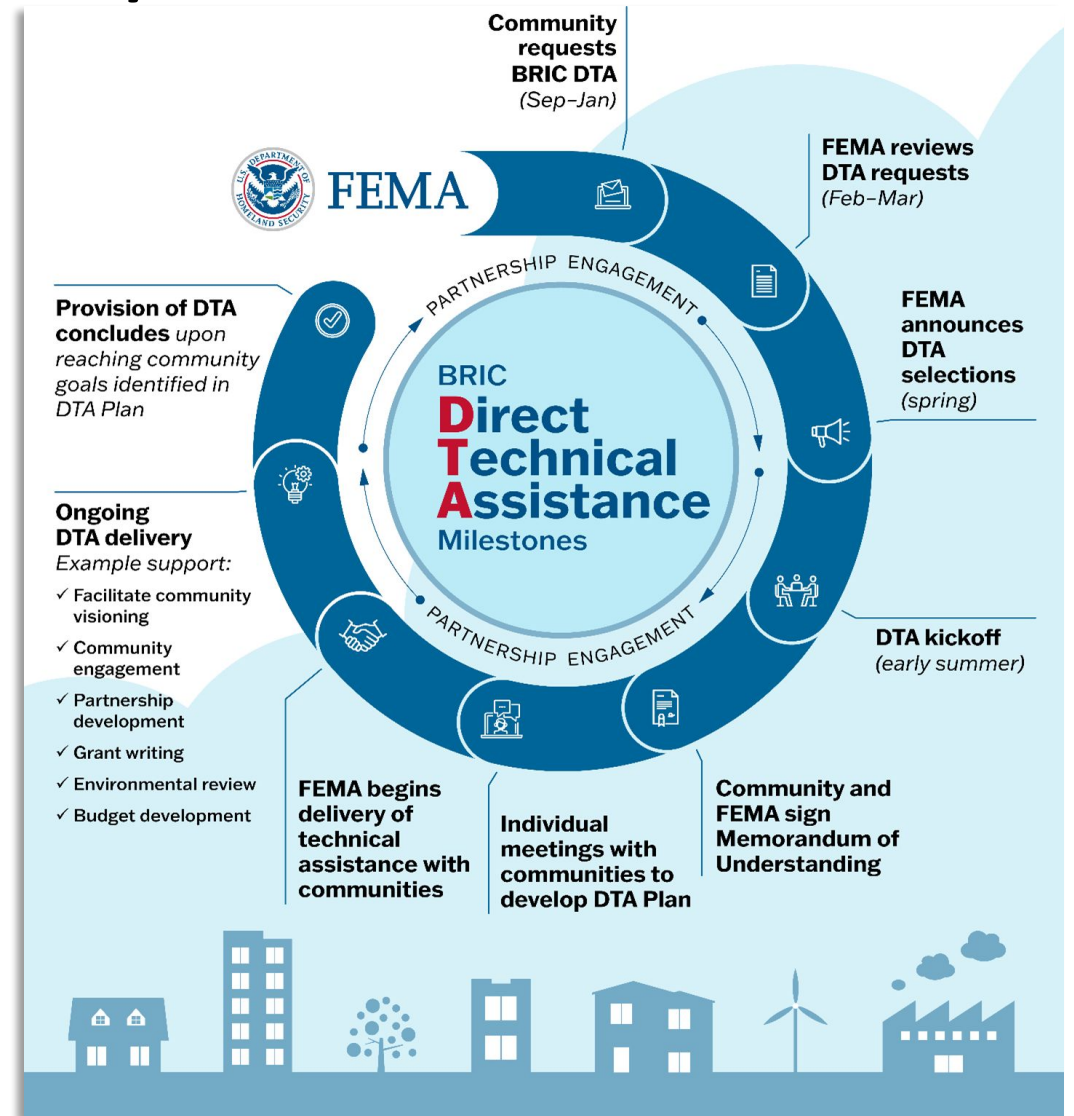 Community
requests
BRIC DTA
(Sep–Jan)
FEMA reviews
DTA requests
(Feb–Mar)
U.S. DEPARTMENT OF
HOMELAND SECURITY
FEMA
PARTNERSHIP ENGAGEMENT
FEMA
announces
DTA
selections
(spring)
Provision of DTA
concludes upon
reaching community
goals identified in
DTA Plan
BRIC
Direct
Technical
Assistance
Milestones
Ongoing
DTA delivery
Example support:
✓ Facilitate community
visioning
✓ Community
engagement
✓ Partnership
development
✓ Grant writing
✓ Environmental review
✓ Budget development
PARTNERSHIP ENGAGEMENT
DTA kickoff
(early summer)
FEMA begins
delivery of
technical
assistance with
communities
Individual
meetings with
communities to
develop DTA Plan
Community and
FEMA sign
Memorandum of
Understanding